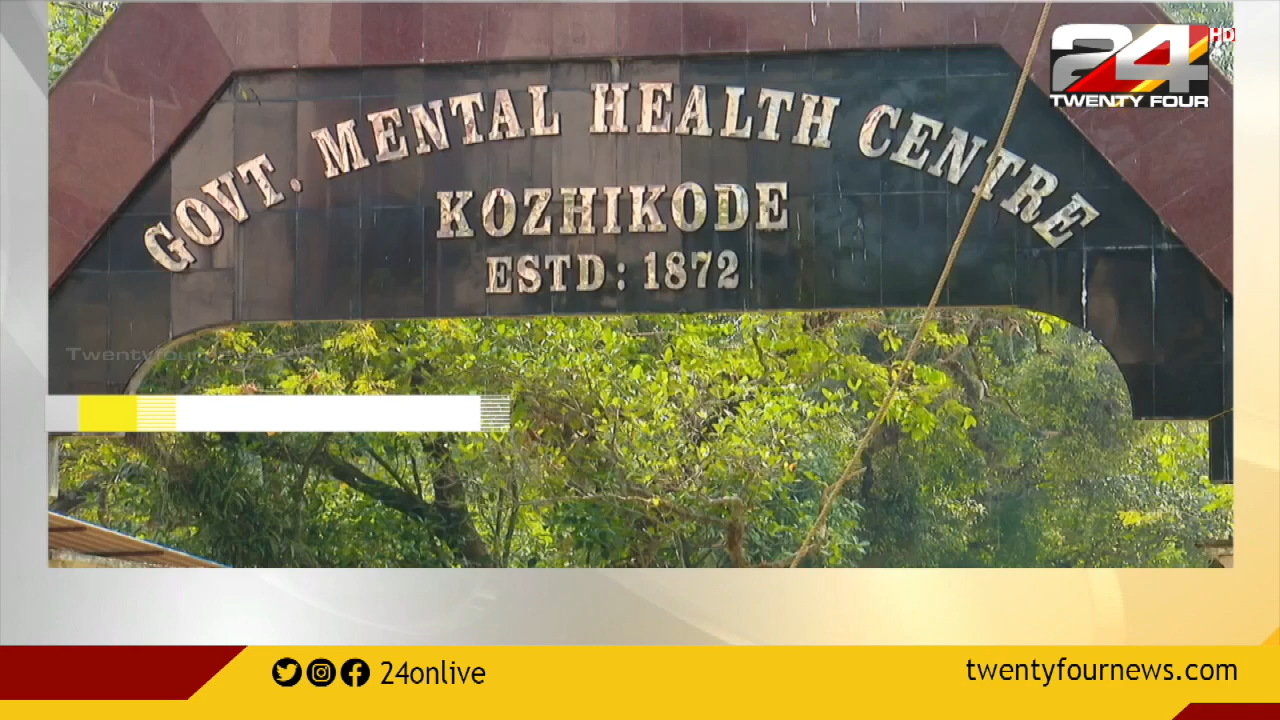 24 HD
TWENTY FOUR
GOVT. MENTAL HEALTH CENTRE
KOZHIKODE
ESTD: 1872
24onlive
twentyfournews.com